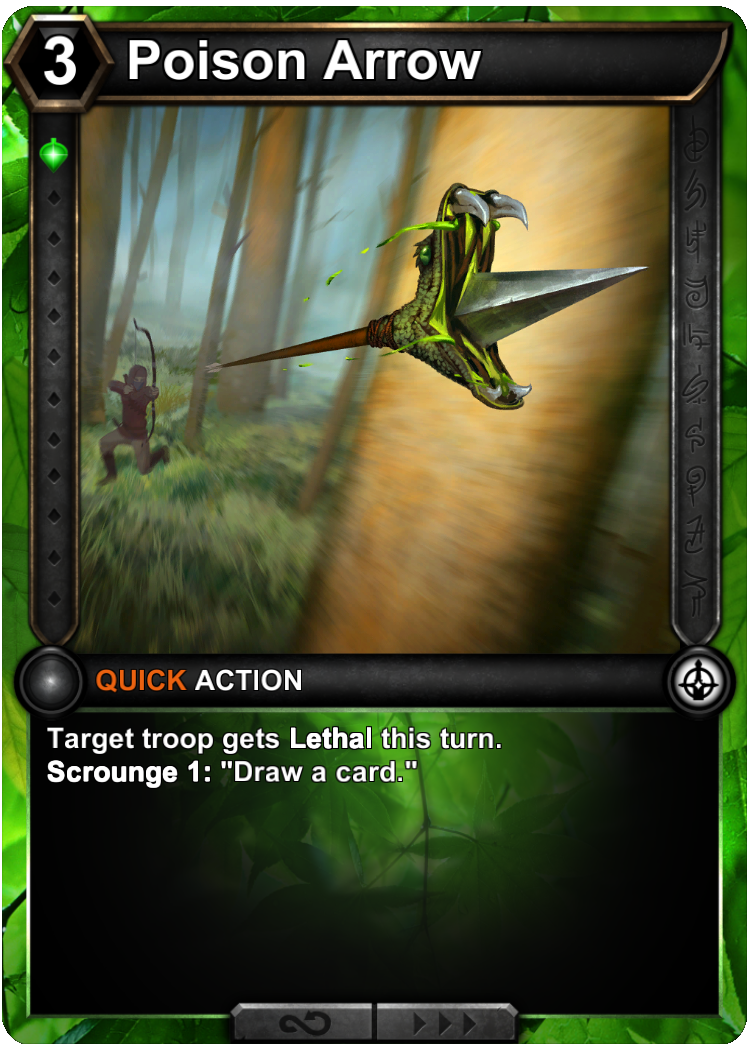 3
Poison Arrow
QUICK ACTION
Target troop gets Lethal this turn.
Scrounge 1: "Draw a card."